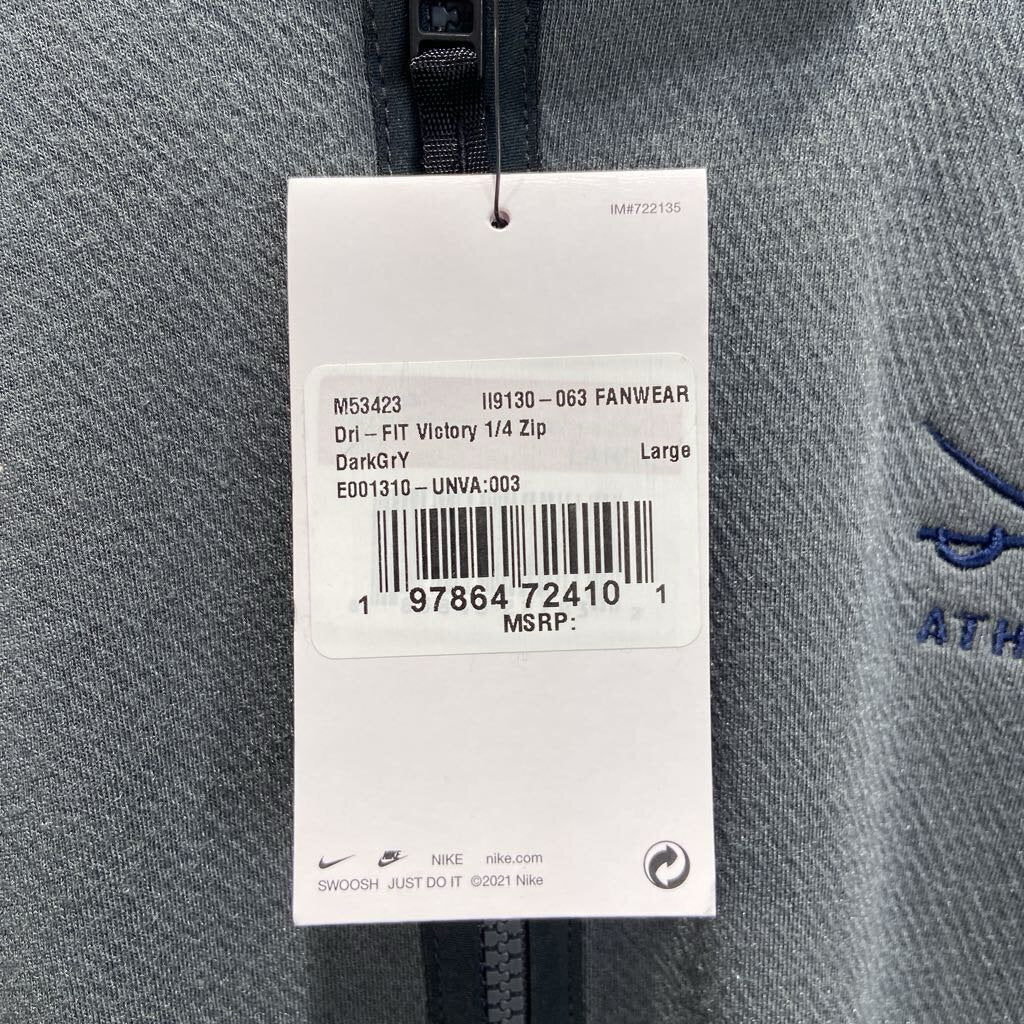 IM#722135
M53423 II9130-063 FANWEAR
Dri-FIT Victory 1/4 Zip
DarkGrY Large
E001310-UNVA:003
1 97864 72410 1
MSRP:
NIKE nike.com
SWOOSH JUST DO IT ©2021 Nike
ATH